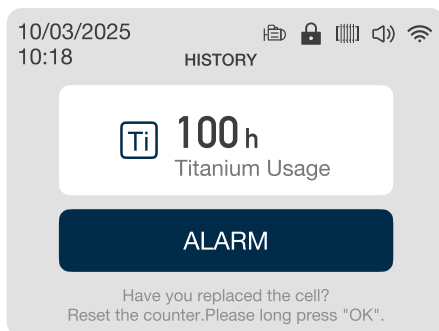 10/03/2025
10:18
HISTORY
Ti
100 h
Titanium Usage
ALARM
Have you replaced the cell?
Reset the counter.Please long press "OK".